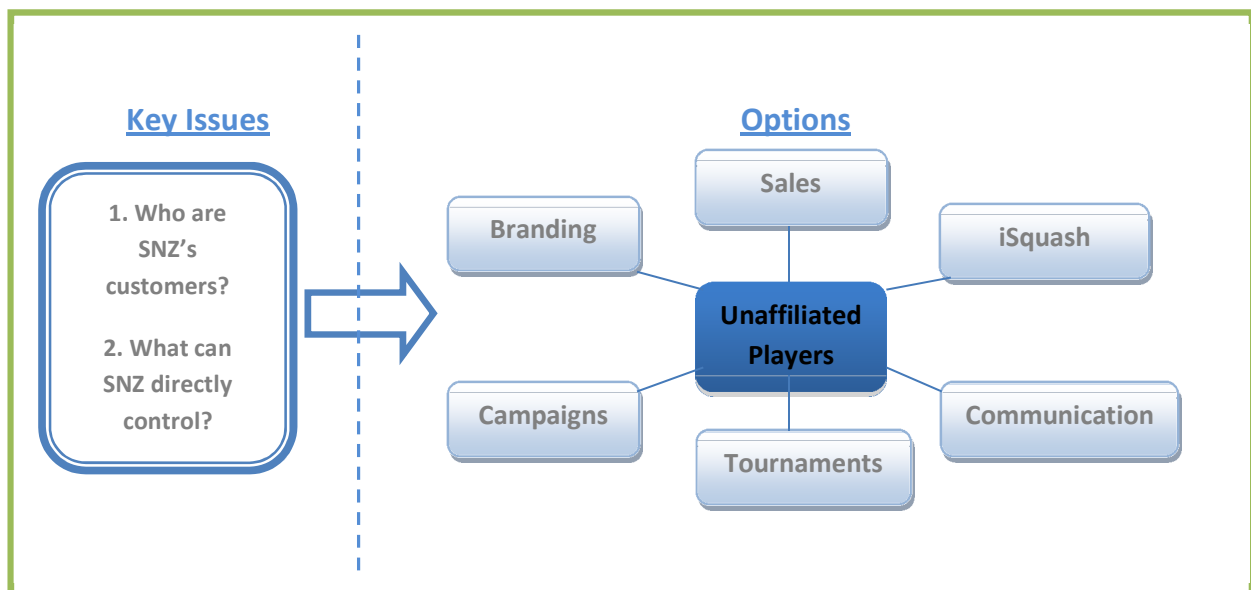 Key Issues
1. Who are
SNZ’s
customers?
2. What can
SNZ directly
control?
Options
Sales
Branding
iSquash
Unaffiliated
Players
Campaigns
Communication
Tournaments